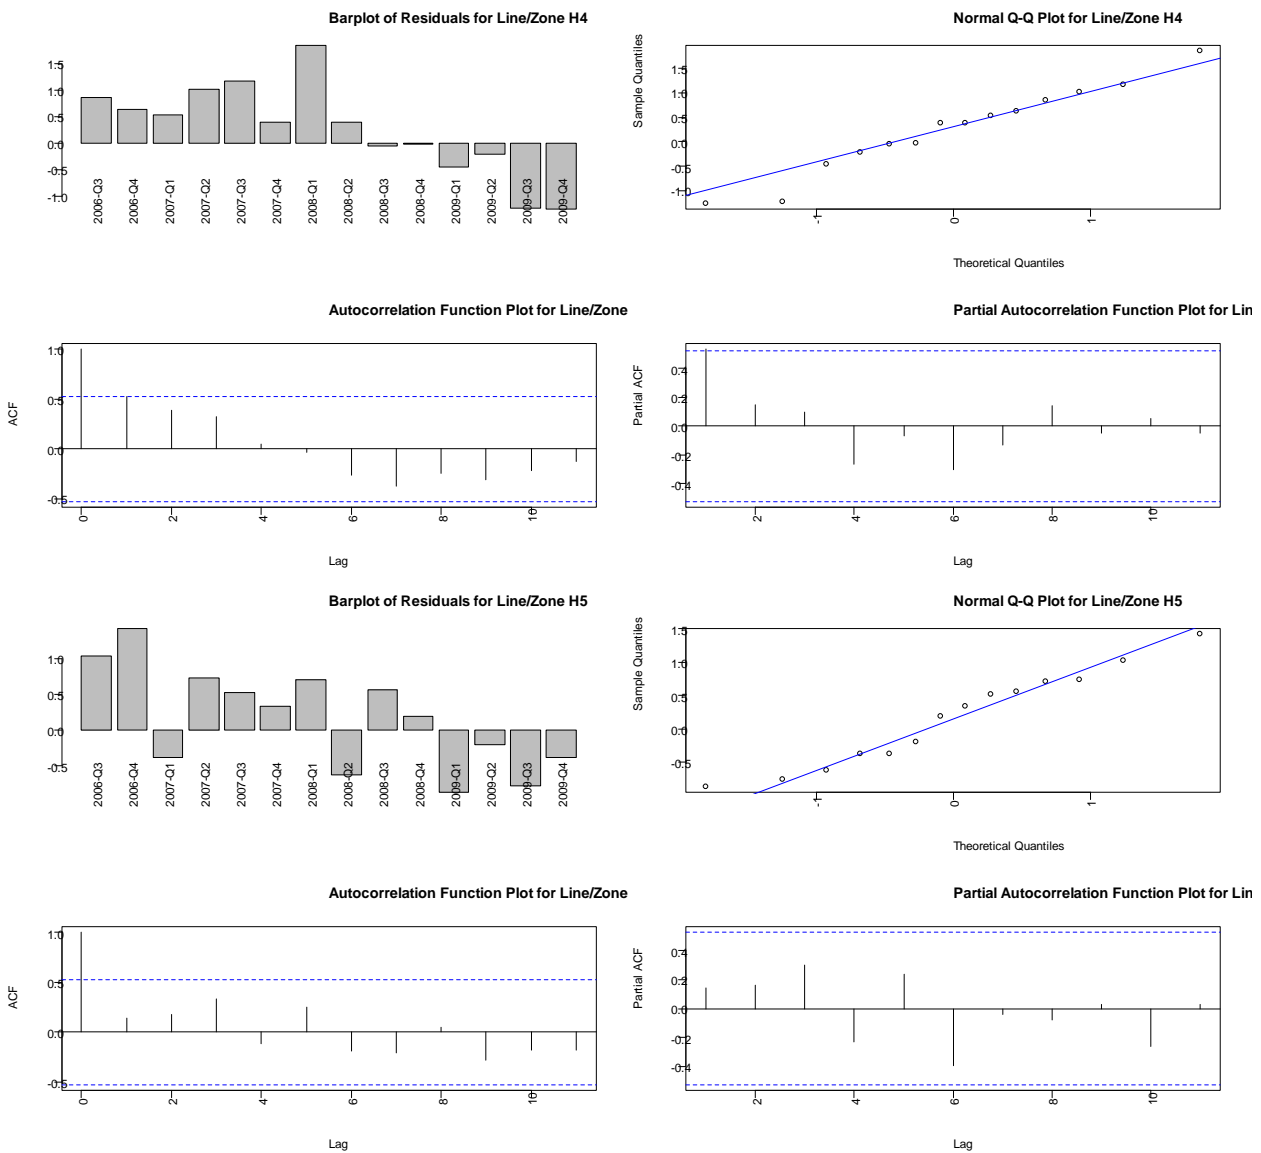 Barplot of Residuals for Line/Zone H4
1.5
1.0
0.5
0.0
-0.5
-1.0
2006-Q3
2006-Q4
2007-Q1
2007-Q2
2007-Q3
2007-Q4
2008-Q1
2008-Q2
2008-Q3
2008-Q4
2009-Q1
2009-Q2
2009-Q3
2009-Q4
Normal Q-Q Plot for Line/Zone H4
Sample Quantiles
1.5
1.0
0.5
0.0
-0.5
-1.0
-1
0
1
Theoretical Quantiles
Autocorrelation Function Plot for Line/Zone
ACF
1.0
0.5
0.0
-0.5
0
2
4
6
8
10
Lag
Partial Autocorrelation Function Plot for Lin
Partial ACF
0.4
0.2
0.0
-0.2
-0.4
2
4
6
8
10
Lag
Barplot of Residuals for Line/Zone H5
1.0
0.5
0.0
-0.5
2006-Q3
2006-Q4
2007-Q1
2007-Q2
2007-Q3
2007-Q4
2008-Q1
2008-Q2
2008-Q3
2008-Q4
2009-Q1
2009-Q2
2009-Q3
2009-Q4
Normal Q-Q Plot for Line/Zone H5
Sample Quantiles
1.5
1.0
0.5
0.0
-0.5
-1
0
1
Theoretical Quantiles
Autocorrelation Function Plot for Line/Zone
ACF
1.0
0.5
0.0
-0.5
0
2
4
6
8
10
Lag
Partial Autocorrelation Function Plot for Lin
Partial ACF
0.4
0.2
0.0
-0.2
-0.4
2
4
6
8
10
Lag